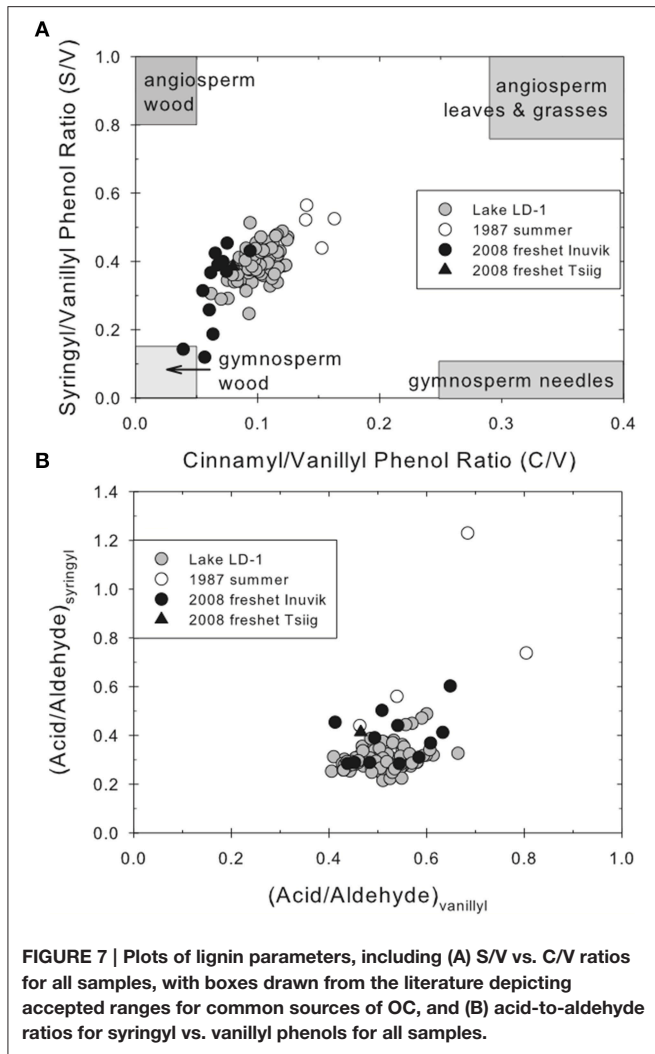 A
Syringyl/Vanillyl Phenol Ratio (S/V)
1.0
0.8
0.6
0.4
0.2
0.0
angiosperm
wood
angiosperm
leaves & grasses
Lake LD-1
1987 summer
2008 freshet Inuvik
2008 freshet Tsiig
gymnosperm
wood
gymnosperm needles
0.0 0.1 0.2 0.3 0.4
Cinnamyl/Vanillyl Phenol Ratio (C/V)
B
(Acid/Aldehyde)syringyl
1.4
1.2
1.0
0.8
0.6
0.4
0.2
0.0
Lake LD-1
1987 summer
2008 freshet Inuvik
2008 freshet Tsiig
0.0 0.2 0.4 0.6 0.8 1.0
(Acid/Aldehyde)vanillyl
FIGURE 7 | Plots of lignin parameters, including (A) S/V vs. C/V ratios
for all samples, with boxes drawn from the literature depicting
accepted ranges for common sources of OC, and (B) acid-to-aldehyde
ratios for syringyl vs. vanillyl phenols for all samples.